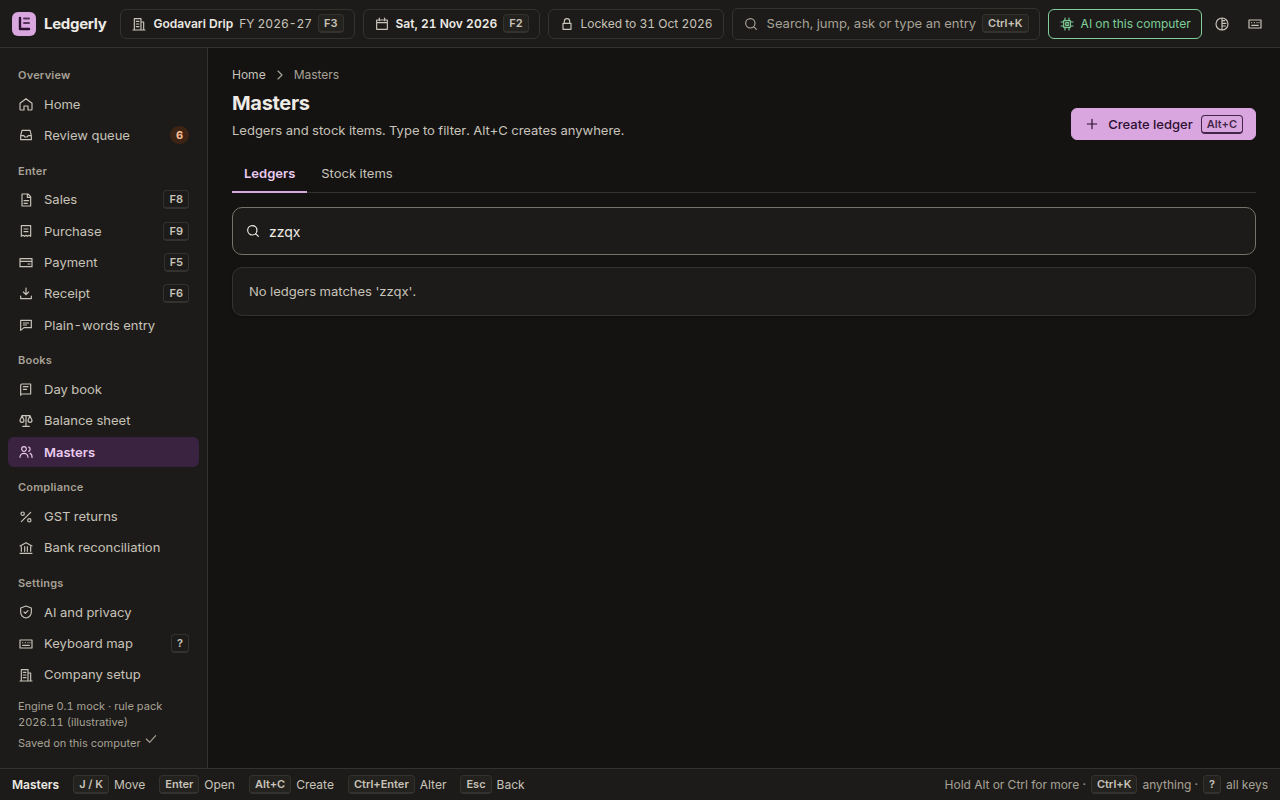 Ledgerly
Godavari Drip FY 2026-27 F3
Sat, 21 Nov 2026 F2
Locked to 31 Oct 2026
Search, jump, ask or type an entry Ctrl+K
AI on this computer
Overview
Home
Review queue 6
Enter
Sales F8
Purchase F9
Payment F5
Receipt F6
Plain-words entry
Books
Day book
Balance sheet
Masters
Compliance
GST returns
Bank reconciliation
Settings
AI and privacy
Keyboard map ?
Company setup
Engine 0.1 mock · rule pack
2026.11 (illustrative)
Saved on this computer
Home > Masters
Masters
Ledgers and stock items. Type to filter. Alt+C creates anywhere.
Create ledger Alt+C
Ledgers Stock items
zzqx
No ledgers matches 'zzqx'.
Masters J / K Move Enter Open Alt+C Create Ctrl+Enter Alter Esc Back
Hold Alt or Ctrl for more · Ctrl+K anything · ? all keys